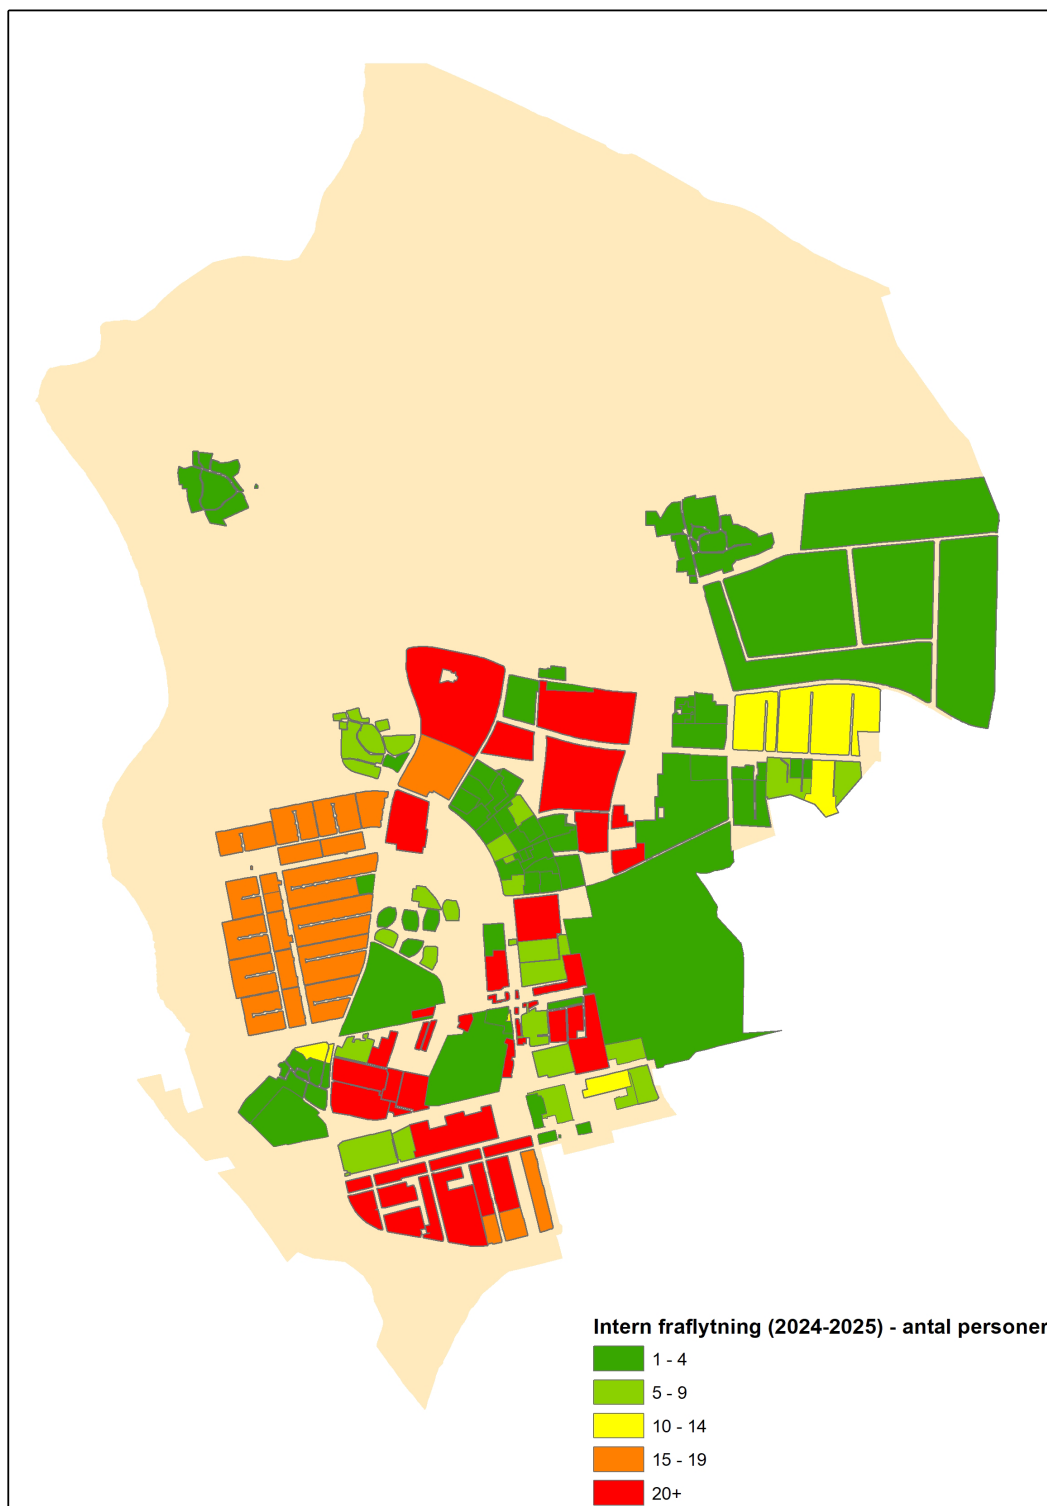 Intern fraflytning (2024-2025) - antal personer
1 - 4
5 - 9
10 - 14
15 - 19
20+